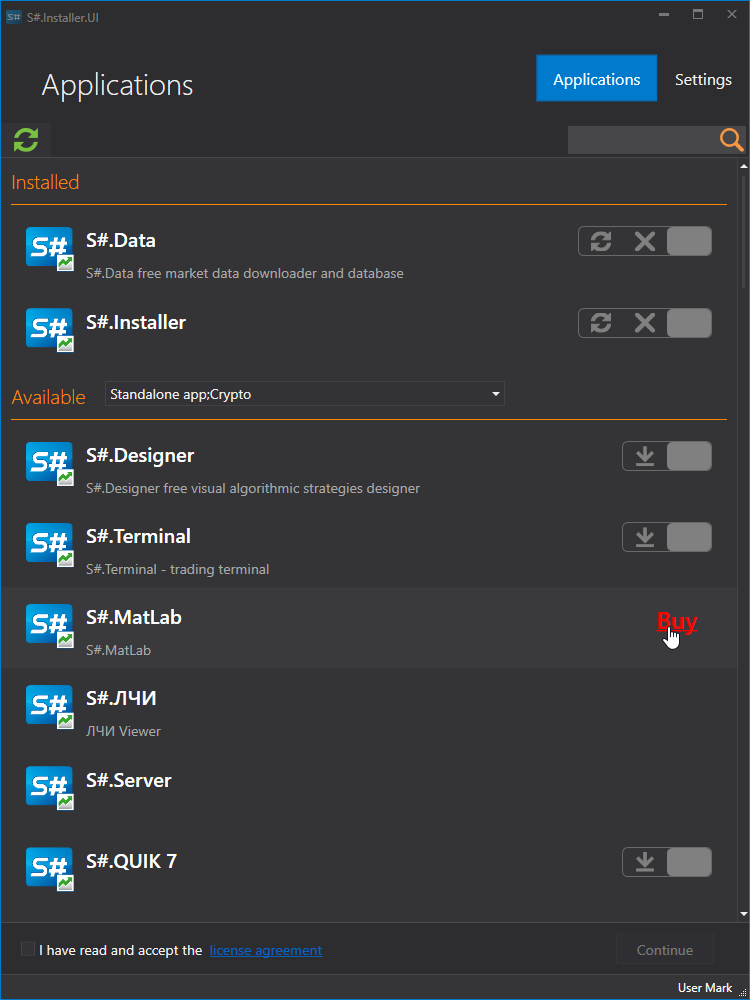 S# S#.Installer.UI
Applications
Applications Settings
Installed
S# S#.Data
S#.Data free market data downloader and database
S# S#.Installer
Available Standalone app;Crypto
S# S#.Designer
S#.Designer free visual algorithmic strategies designer
S# S#.Terminal
S#.Terminal - trading terminal
S# S#.MatLab Buy
S#.MatLab
S# S#.ЛЧИ
ЛЧИ Viewer
S# S#.Server
S# S#.QUIK 7
I have read and accept the license agreement Continue
User Mark